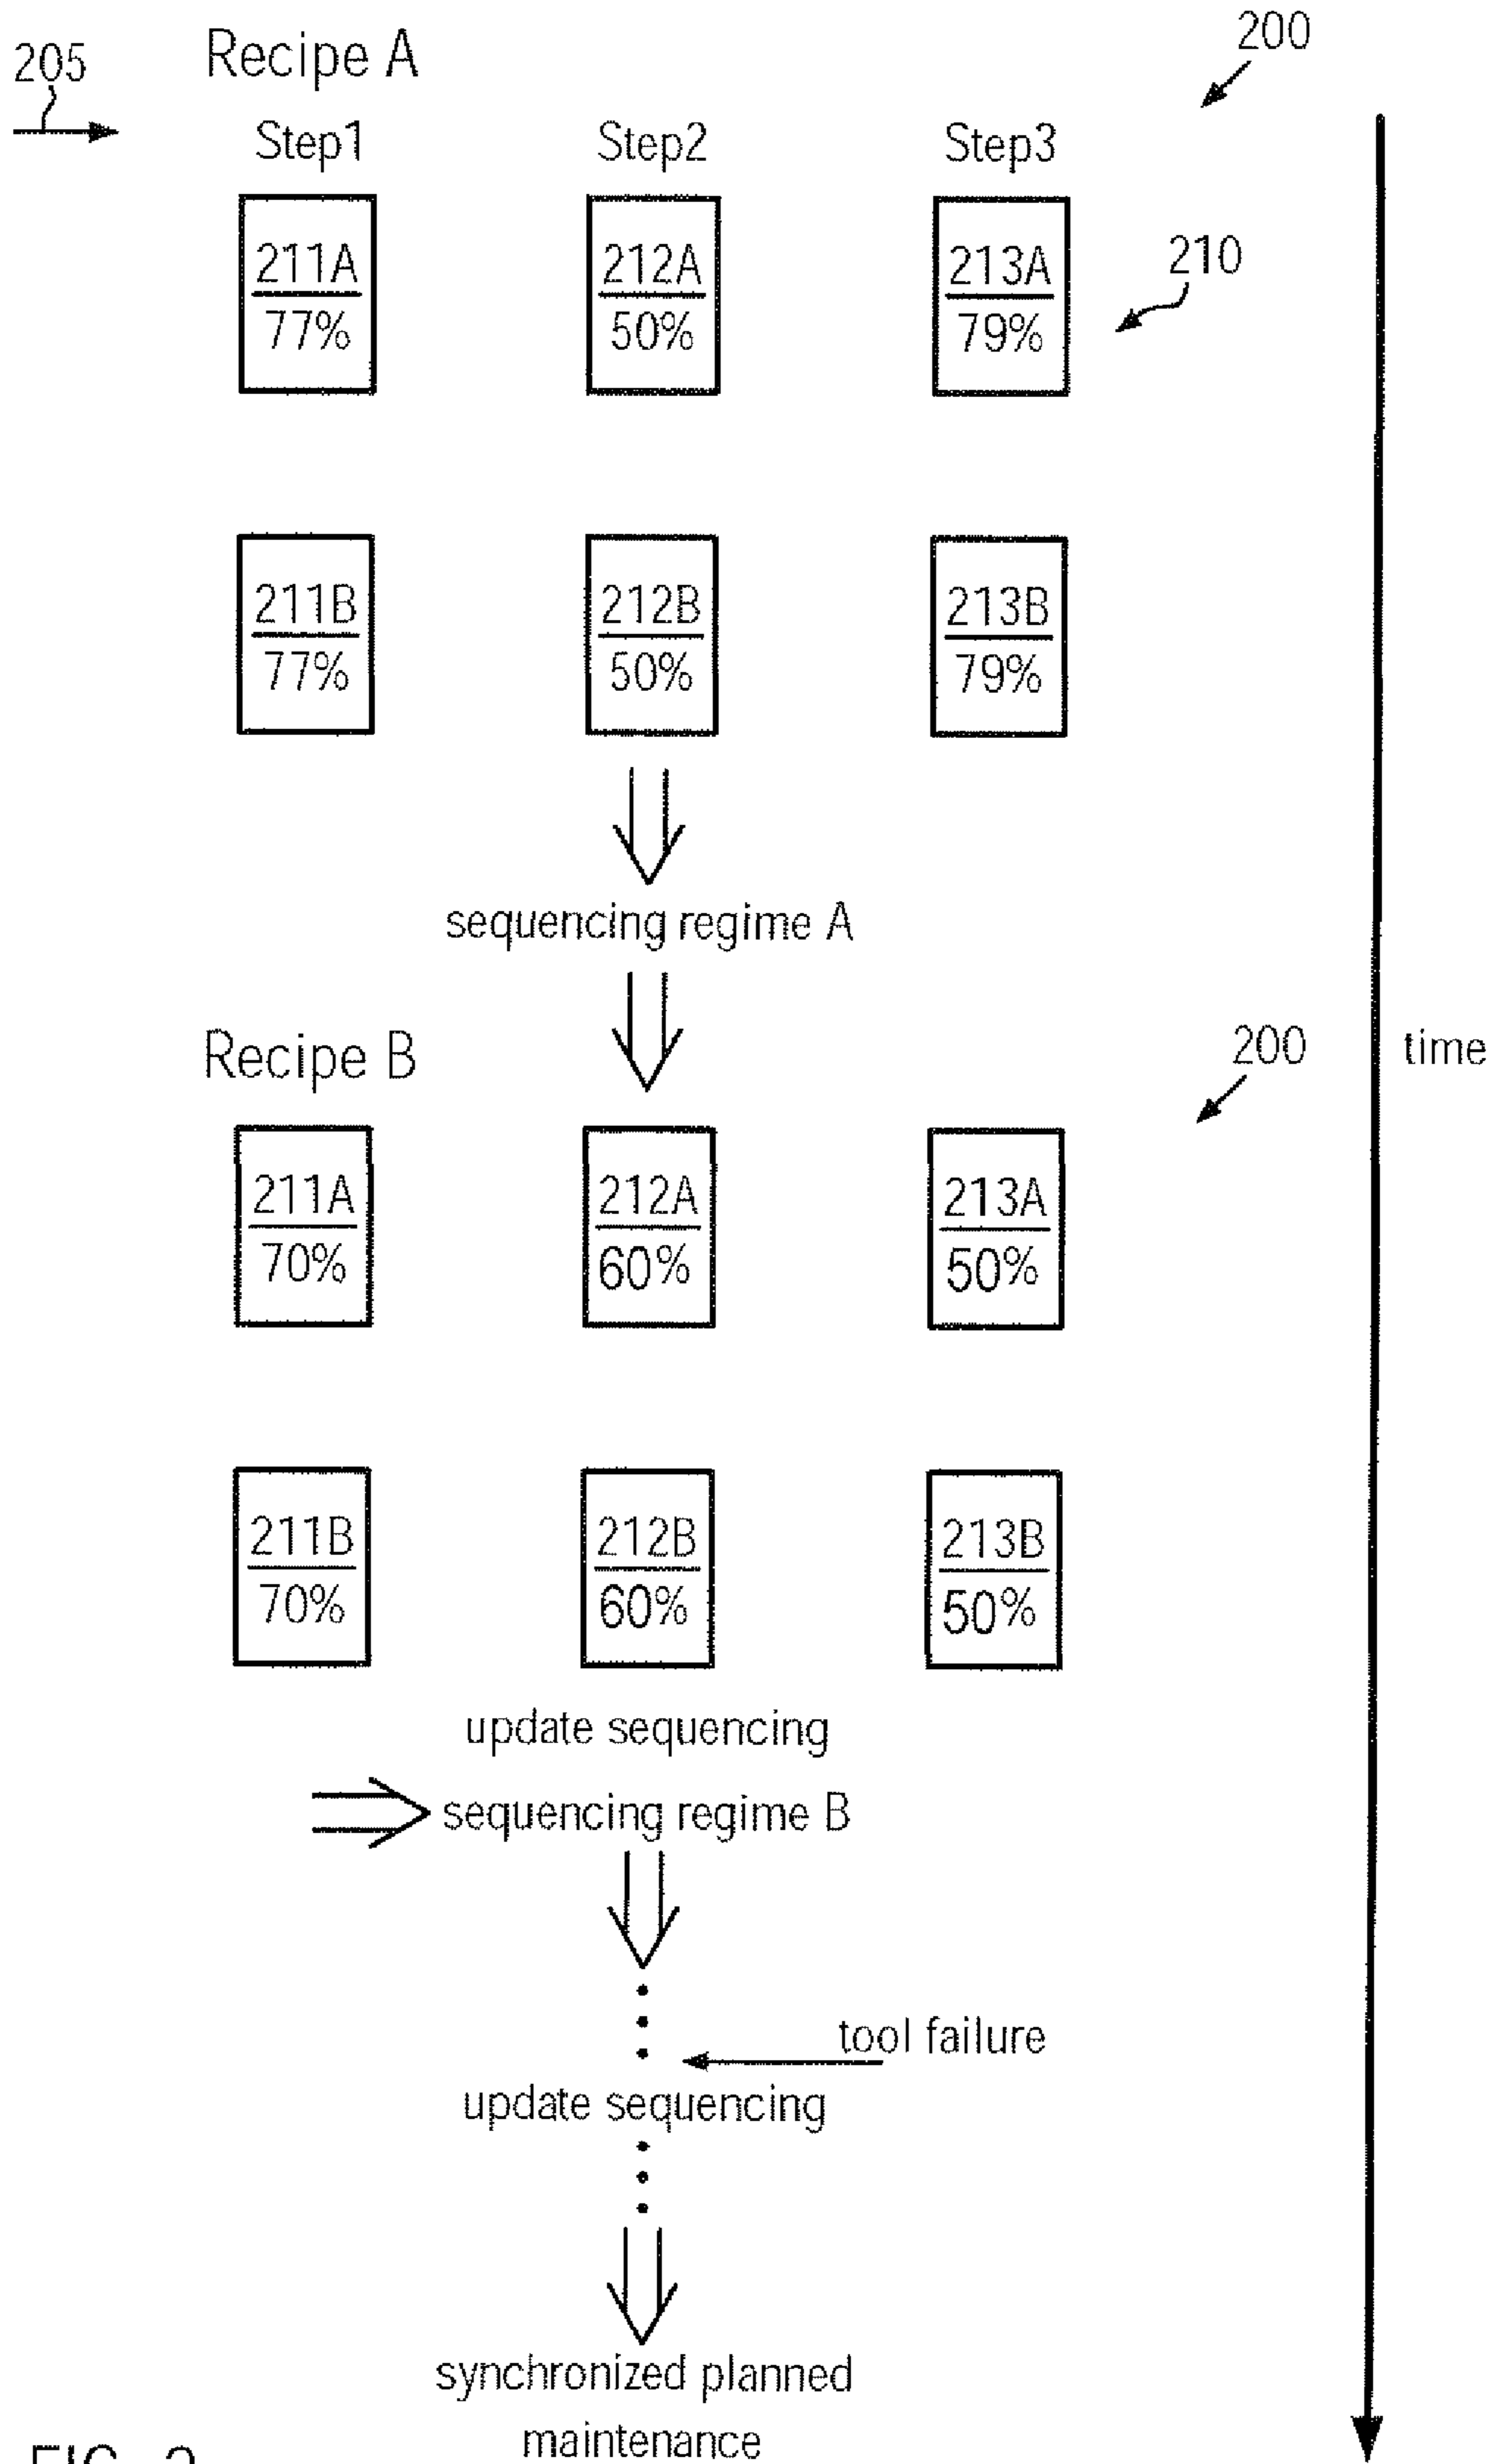 205
Recipe A
200
Step1 Step2 Step3
211A 212A 213A
77% 50% 79%
210
211B 212B 213B
77% 50% 79%
sequencing regime A
Recipe B
200
time
211A 212A 213A
70% 60% 50%
211B 212B 213B
70% 60% 50%
update sequencing
sequencing regime B
tool failure
update sequencing
synchronized planned
maintenance